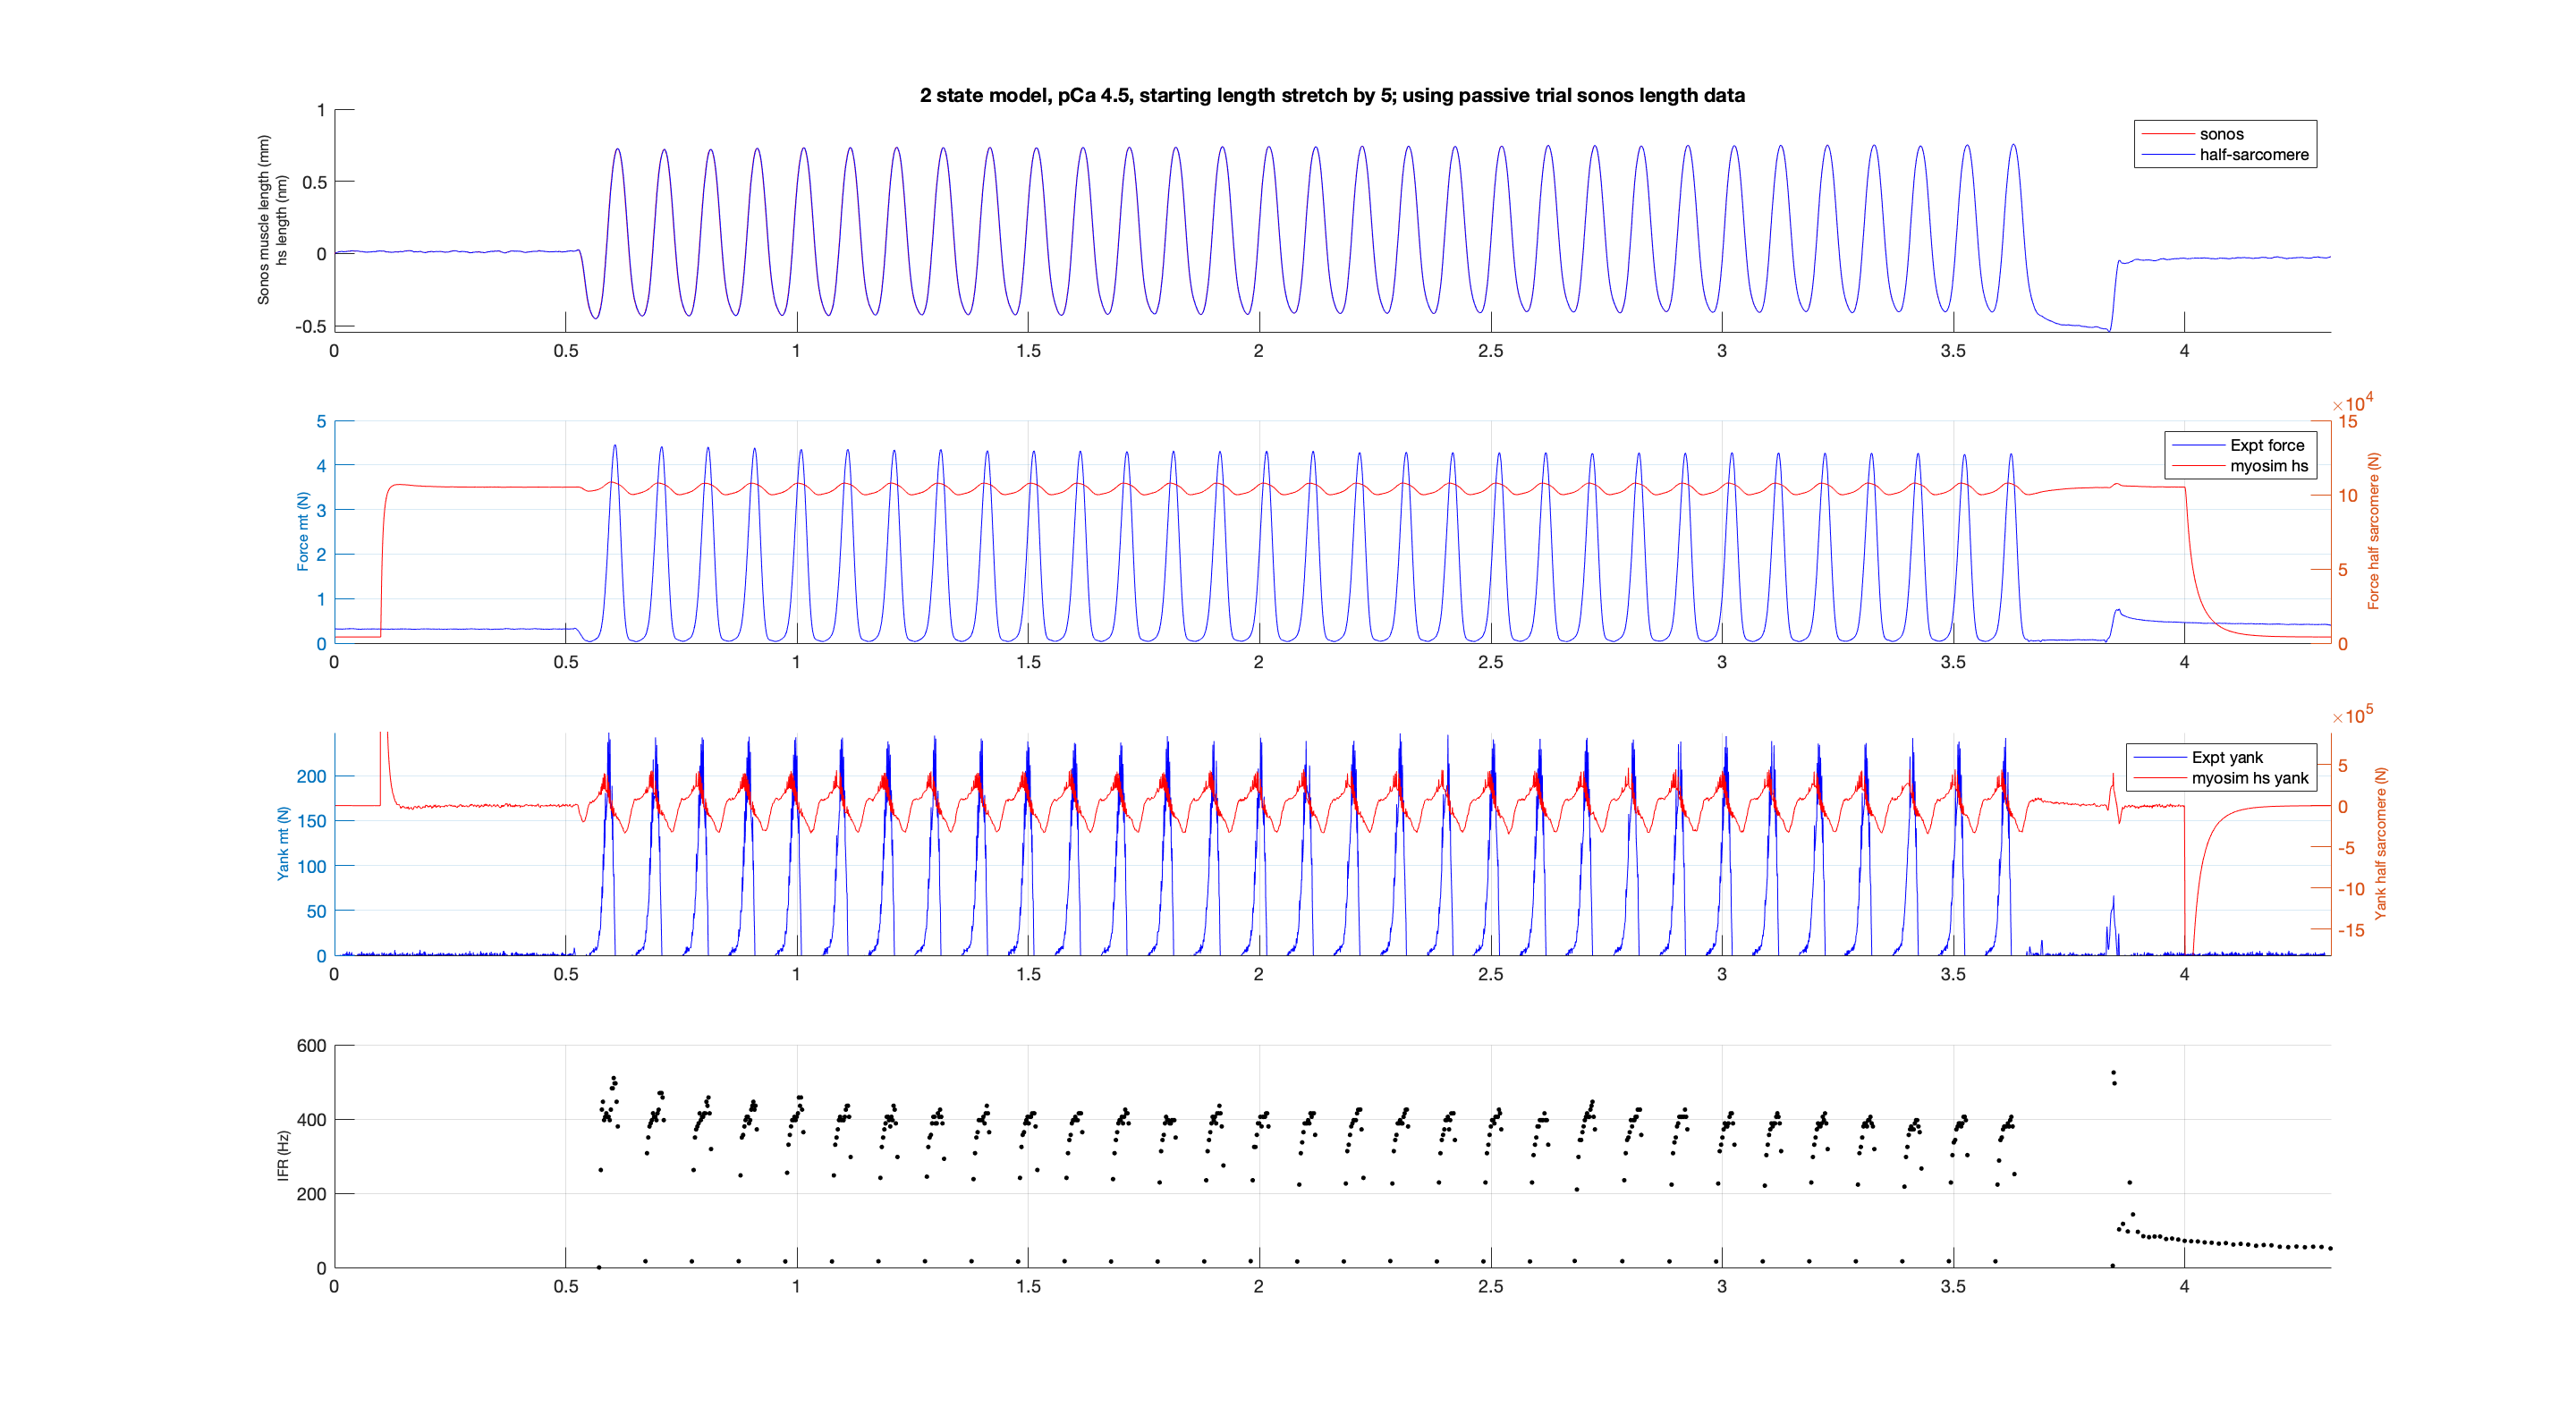 2 state model, pCa 4.5, starting length stretch by 5; using passive trial sonos length data
Sonos muscle length (mm)
hs length (nm)
1
0.5
0
-0.5
sonos
half-sarcomere
0 0.5 1 1.5 2 2.5 3 3.5 4
Force mt (N)
5
4
3
2
1
0
×10^4
15
10
5
0
Force half sarcomere (N)
Expt force
myosim hs
0 0.5 1 1.5 2 2.5 3 3.5 4
Yank mt (N)
200
150
100
50
0
×10^5
5
0
-5
-10
-15
Yank half sarcomere (N)
Expt yank
myosim hs yank
0 0.5 1 1.5 2 2.5 3 3.5 4
IFR (Hz)
600
400
200
0
0 0.5 1 1.5 2 2.5 3 3.5 4